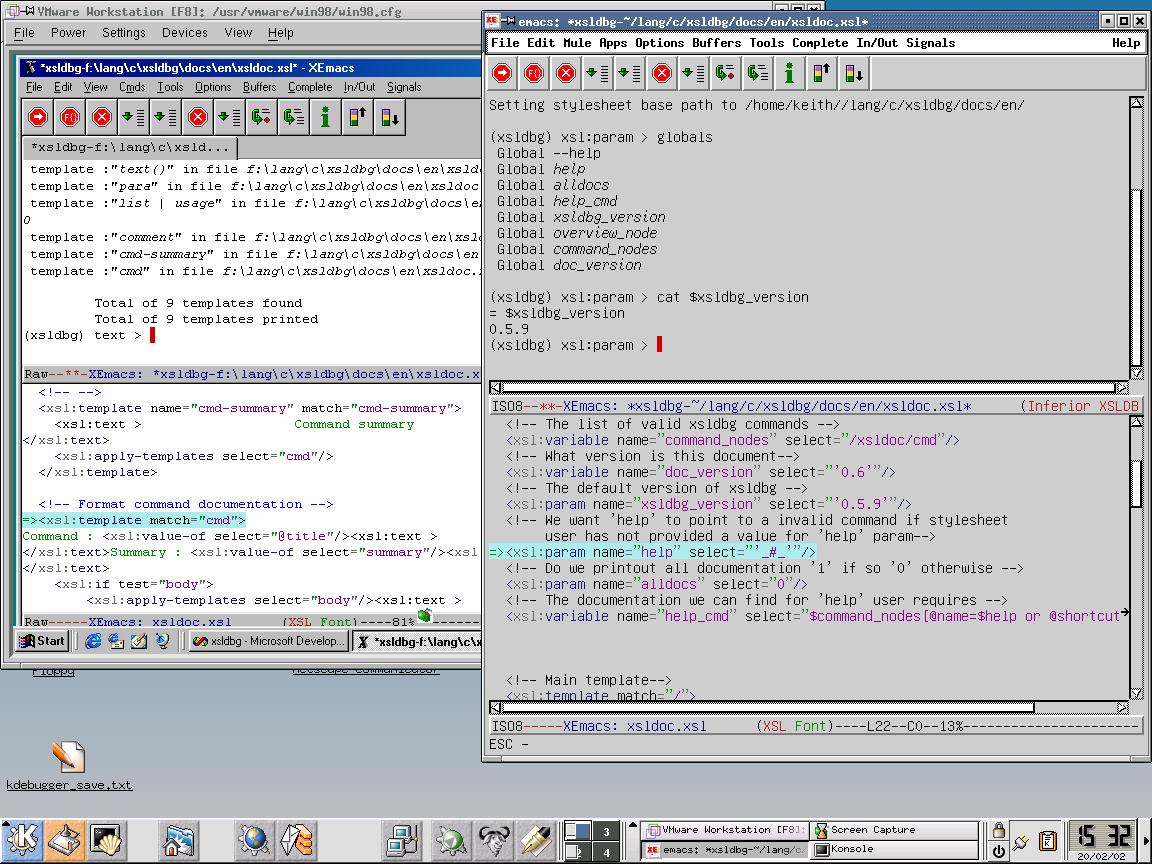 VMware Workstation [F8]: /usr/vmware/win98/win98.cfg
File Power Settings Devices View Help
*xsldbg-f:\lang\c\xsldbg\docs\en\xsldoc.xsl* - XEmacs
File Edit View Cmds Tools Options Buffers Complete In/Out Signals
*xsldbg-f:\lang\c\xsld...
template :"text()" in file f:\lang\c\xsldbg\docs\en\xsldoc
template :"para" in file f:\lang\c\xsldbg\docs\en\xsldoc.
template :"list | usage" in file f:\lang\c\xsldbg\docs\en
0
template :"comment" in file f:\lang\c\xsldbg\docs\en\xsld
template :"cmd-summary" in file f:\lang\c\xsldbg\docs\en
template :"cmd" in file f:\lang\c\xsldbg\docs\en\xsldoc.
Total of 9 templates found
Total of 9 templates printed
(xsldbg) text >
Raw--**-XEmacs: *xsldbg-f:\lang\c\xsldbg\docs\en\xsldoc.x
<!-- -->
<xsl:template name="cmd-summary" match="cmd-summary">
<xsl:text > Command summary
</xsl:text>
<xsl:apply-templates select="cmd"/>
</xsl:template>
<!-- Format command documentation -->
=><xsl:template match="cmd">
Command : <xsl:value-of select="@title"/><xsl:text >
</xsl:text>Summary : <xsl:value-of select="summary"/><xsl
</xsl:text>
<xsl:if test="body">
<xsl:apply-templates select="body"/><xsl:text >
Raw-----XEmacs: xsldoc.xsl (XSL Font)----81%
Start
xsldbg - Microsoft Develop...
*xsldbg-f:\lang\c\x
Floppy
Netscape Communicator
kdebugger_save.txt
emacs: *xsldbg-~/lang/c/xsldbg/docs/en/xsldoc.xsl*
File Edit Mule Apps Options Buffers Tools Complete In/Out Signals Help
Setting stylesheet base path to /home/keith//lang/c/xsldbg/docs/en/
(xsldbg) xsl:param > globals
Global --help
Global help
Global alldocs
Global help_cmd
Global xsldbg_version
Global overview_node
Global command_nodes
Global doc_version
(xsldbg) xsl:param > cat $xsldbg_version
= $xsldbg_version
0.5.9
(xsldbg) xsl:param >
ISO8--**-XEmacs: *xsldbg-~/lang/c/xsldbg/docs/en/xsldoc.xsl* (Inferior XSLDB
<!-- The list of valid xsldbg commands -->
<xsl:variable name="command_nodes" select="/xsldoc/cmd"/>
<!-- What version is this document-->
<xsl:variable name="doc_version" select="'0.6'"/>
<!-- The default version of xsldbg -->
<xsl:param name="xsldbg_version" select="'0.5.9'"/>
<!-- We want 'help' to point to a invalid command if stylesheet
user has not provided a value for 'help' param-->
=><xsl:param name="help" select="'_#_'"/>
<!-- Do we printout all documentation '1' if so '0' otherwise -->
<xsl:param name="alldocs" select="0"/>
<!-- The documentation we can find for 'help' user requires -->
<xsl:variable name="help_cmd" select="$command_nodes[@name=$help or @shortcut
<!-- Main template-->
<xsl:template match="/">
ISO8-----XEmacs: xsldoc.xsl (XSL Font)----L22--C0--13%----------------------
ESC -
3
2 4
VMware Workstation [F8]:
Screen Capture
emacs: *xsldbg-~/lang/c/
Konsole
15 32
20/02/02